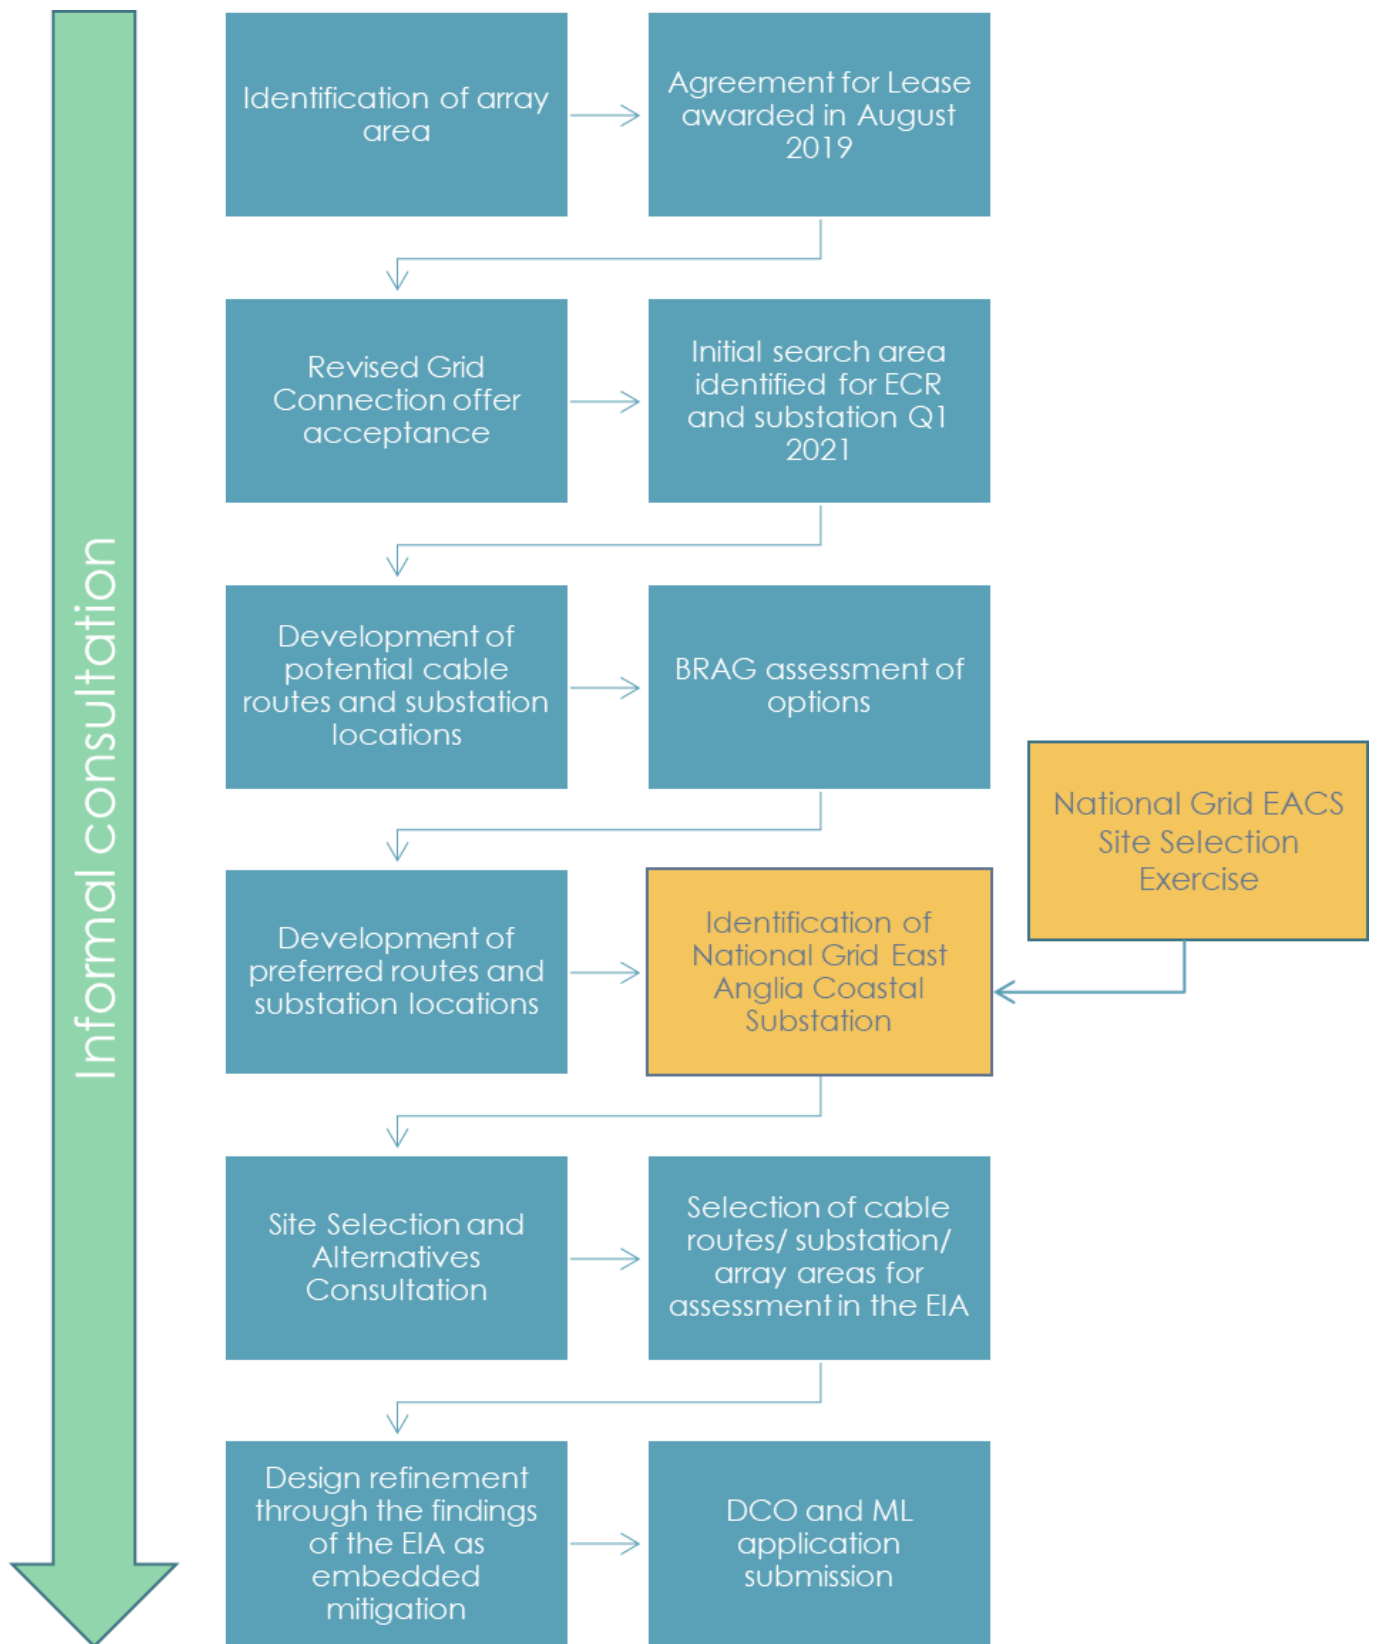 Informal consultation
Identification of array
area
Agreement for Lease
awarded in August
2019
Revised Grid
Connection offer
acceptance
Initial search area
identified for ECR
and substation Q1
2021
Development of
potential cable
routes and substation
locations
BRAG assessment of
options
National Grid EACS
Site Selection
Exercise
Development of
preferred routes and
substation locations
Identification of
National Grid East
Anglia Coastal
Substation
Site Selection and
Alternatives
Consultation
Selection of cable
routes/ substation/
array areas for
assessment in the EIA
Design refinement
through the findings
of the EIA as
embedded
mitigation
DCO and ML
application
submission